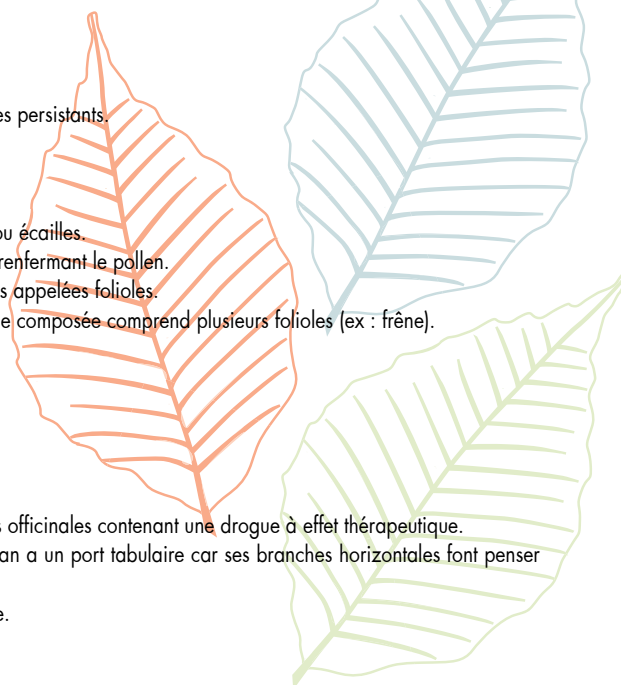 es persistants.
ou écailles.
renfermant le pollen.
s appelées folioles.
e composée comprend plusieurs folioles (ex : frêne).
s officinales contenant une drogue à effet thérapeutique.
an a un port tabulaire car ses branches horizontales font penser
e.